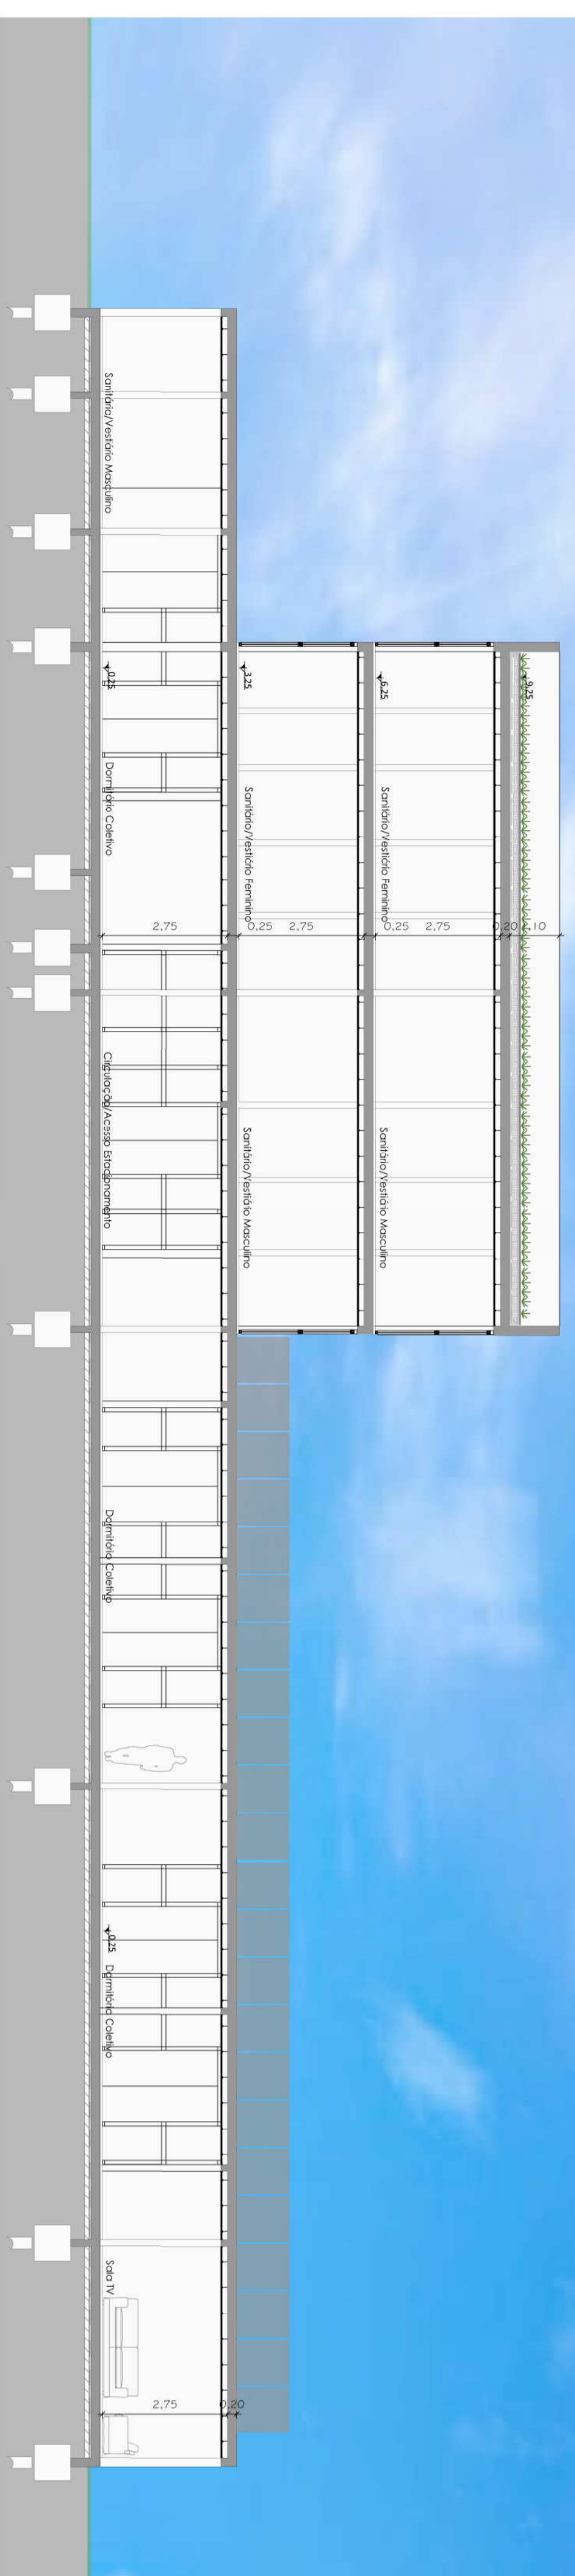 9.25
6.25
Sanitário/Vestiário Feminino
Sanitário/Vestiário Masculino
3.25
Sanitário/Vestiário Feminino
Sanitário/Vestiário Masculino
2,75
0,25
2,75
0,25
2,75
0,20
1,10
Sanitário/Vestiário Masculino
0.25
Dormitório Coletivo
Circulação/Acesso Estacionamento
Dormitório Coletivo
0.25
Dormitório Coletivo
Sala TV
2,75
0,20